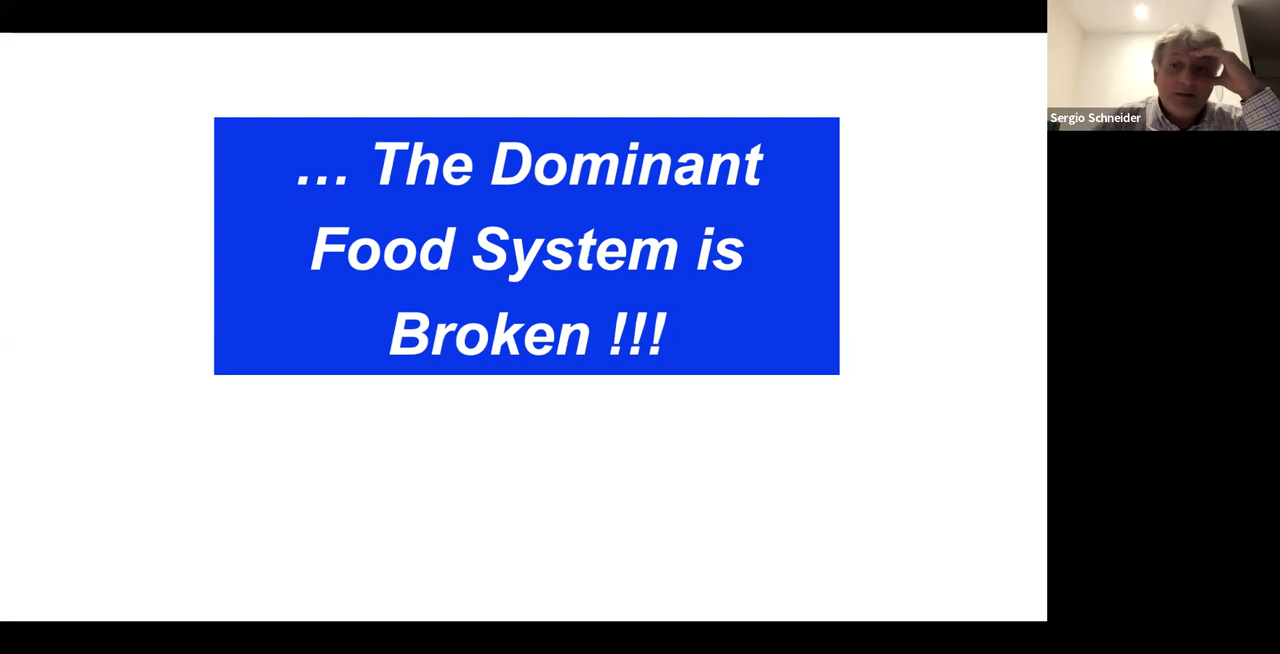 … The Dominant
Food System is
Broken !!!
Sergio Schneider